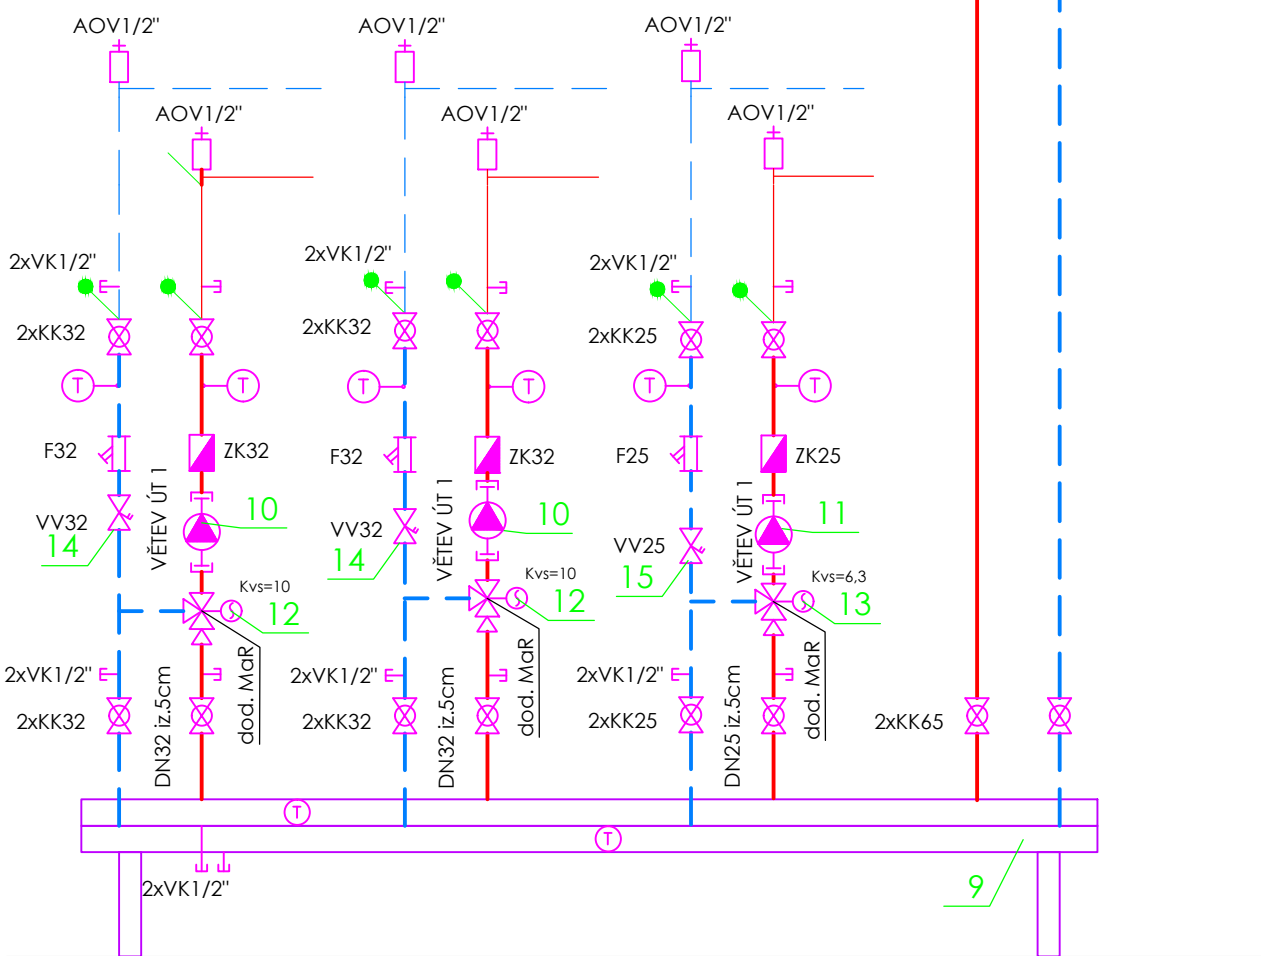 AOV1/2"
AOV1/2"
AOV1/2"
AOV1/2"
AOV1/2"
AOV1/2"
2xVK1/2"
2xVK1/2"
2xVK1/2"
2xKK32
2xKK32
2xKK25
T
T
T
T
T
T
F32
ZK32
F32
ZK32
F25
ZK25
VĚTEV ÚT 1
VĚTEV ÚT 1
VĚTEV ÚT 1
VV32
14
10
VV32
14
10
VV25
15
11
Kvs=10
12
Kvs=10
12
Kvs=6,3
13
2xVK1/2"
2xVK1/2"
2xVK1/2"
2xKK32
DN32 iz.5cm
dod. MaR
2xKK32
DN32 iz.5cm
dod. MaR
2xKK25
DN25 iz.5cm
dod. MaR
2xKK65
T
T
2xVK1/2"
9